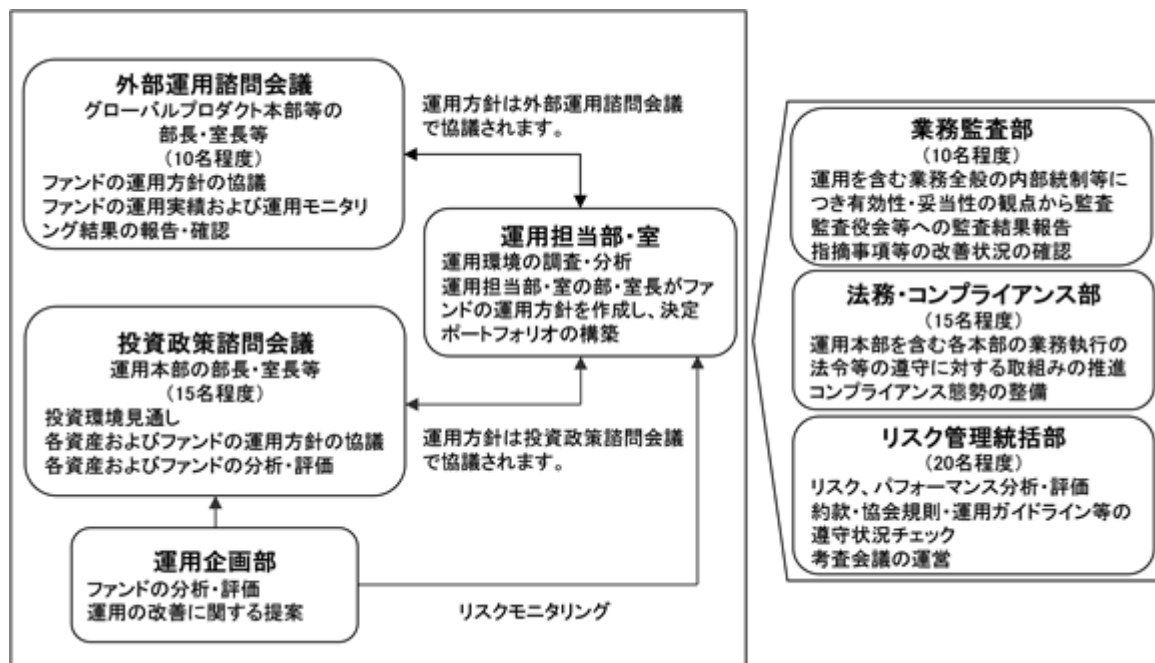 外部運用諮問会議
グローバルプロダクト本部等の
部長・室長等
(10名程度)
ファンドの運用方針の協議
ファンドの運用実績および運用モニタリ
ング結果の報告・確認
運用方針は外部運用諮問会議
で協議されます。
運用担当部・室
運用環境の調査・分析
運用担当部・室の部・室長がファ
ンドの運用方針を作成し、決定
ポートフォリオの構築
投資政策諮問会議
運用本部の部長・室長等
(15名程度)
投資環境見通し
各資産およびファンドの運用方針の協議
各資産およびファンドの分析・評価
運用方針は投資政策諮問会議
で協議されます。
運用企画部
ファンドの分析・評価
運用の改善に関する提案
リスクモニタリング
業務監査部
(10名程度)
運用を含む業務全般の内部統制等に
つき有効性・妥当性の観点から監査
監査役会等への監査結果報告
指摘事項等の改善状況の確認
法務・コンプライアンス部
(15名程度)
運用本部を含む各本部の業務執行の
法令等の遵守に対する取組みの推進
コンプライアンス態勢の整備
リスク管理統括部
(20名程度)
リスク、パフォーマンス分析・評価
約款・協会規則・運用ガイドライン等の
遵守状況チェック
考査会議の運営